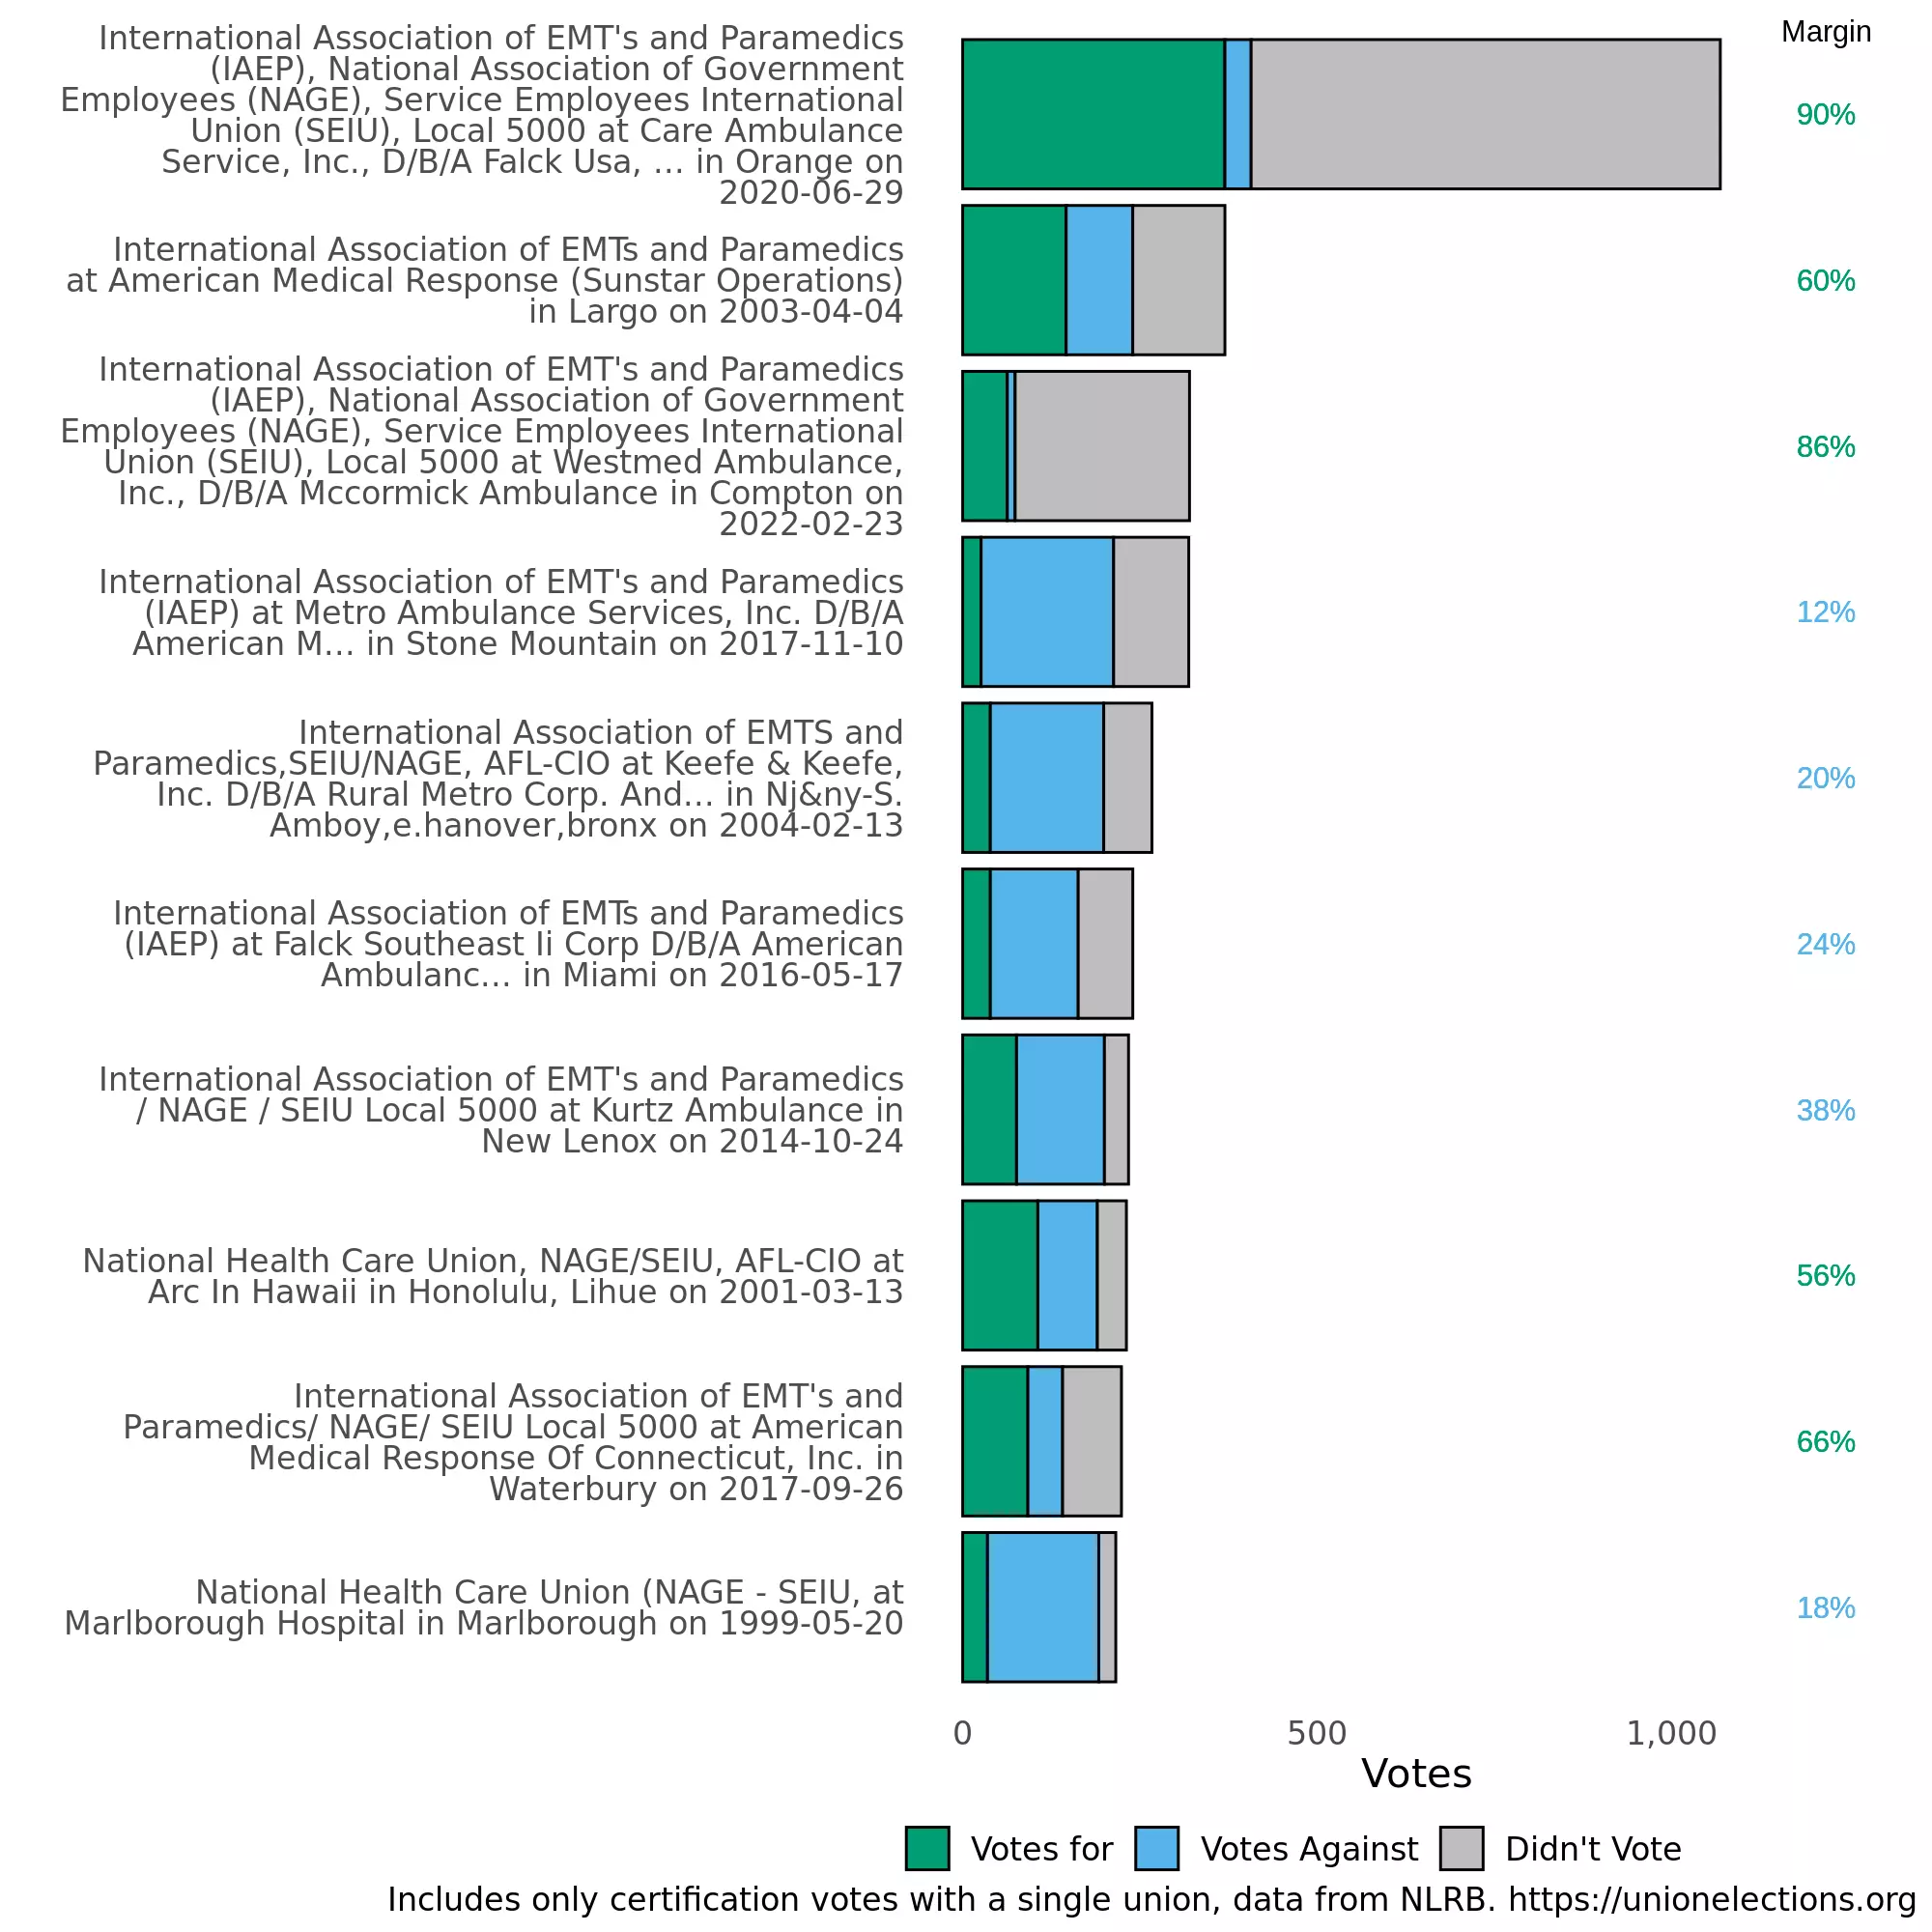 Margin
International Association of EMT's and Paramedics
(IAEP), National Association of Government
Employees (NAGE), Service Employees International
Union (SEIU), Local 5000 at Care Ambulance
Service, Inc., D/B/A Falck Usa, ... in Orange on
2020-06-29
90%
International Association of EMTs and Paramedics
at American Medical Response (Sunstar Operations)
in Largo on 2003-04-04
60%
International Association of EMT's and Paramedics
(IAEP), National Association of Government
Employees (NAGE), Service Employees International
Union (SEIU), Local 5000 at Westmed Ambulance,
Inc., D/B/A Mccormick Ambulance in Compton on
2022-02-23
86%
International Association of EMT's and Paramedics
(IAEP) at Metro Ambulance Services, Inc. D/B/A
American M... in Stone Mountain on 2017-11-10
12%
International Association of EMTS and
Paramedics,SEIU/NAGE, AFL-CIO at Keefe & Keefe,
Inc. D/B/A Rural Metro Corp. And... in Nj&ny-S.
Amboy,e.hanover,bronx on 2004-02-13
20%
International Association of EMTs and Paramedics
(IAEP) at Falck Southeast Ii Corp D/B/A American
Ambulanc... in Miami on 2016-05-17
24%
International Association of EMT's and Paramedics
/ NAGE / SEIU Local 5000 at Kurtz Ambulance in
New Lenox on 2014-10-24
38%
National Health Care Union, NAGE/SEIU, AFL-CIO at
Arc In Hawaii in Honolulu, Lihue on 2001-03-13
56%
International Association of EMT's and
Paramedics/ NAGE/ SEIU Local 5000 at American
Medical Response Of Connecticut, Inc. in
Waterbury on 2017-09-26
66%
National Health Care Union (NAGE - SEIU, at
Marlborough Hospital in Marlborough on 1999-05-20
18%
0 500 1,000
Votes
Votes for Votes Against Didn't Vote
Includes only certification votes with a single union, data from NLRB. https://unionelections.org